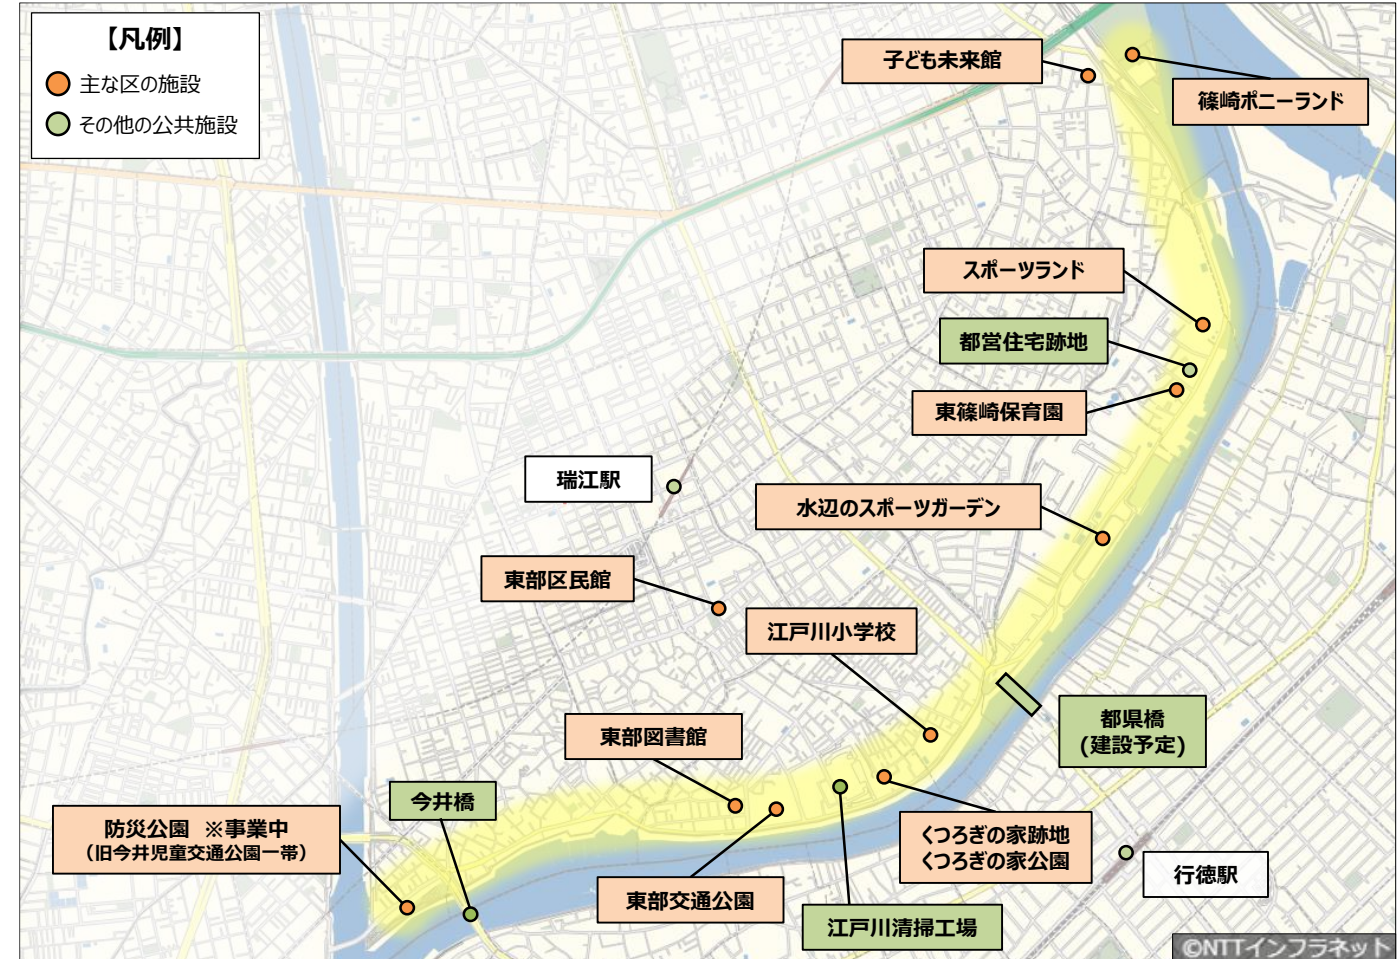 【凡例】
主な区の施設
その他の公共施設
子ども未来館
篠崎ポニーランド
スポーツランド
都営住宅跡地
東篠崎保育園
瑞江駅
水辺のスポーツガーデン
東部区民館
江戸川小学校
都県橋
(建設予定)
東部図書館
今井橋
防災公園 ※事業中
(旧今井児童交通公園一帯)
くつろぎの家跡地
くつろぎの家公園
行徳駅
東部交通公園
江戸川清掃工場
©NTTインフラネット